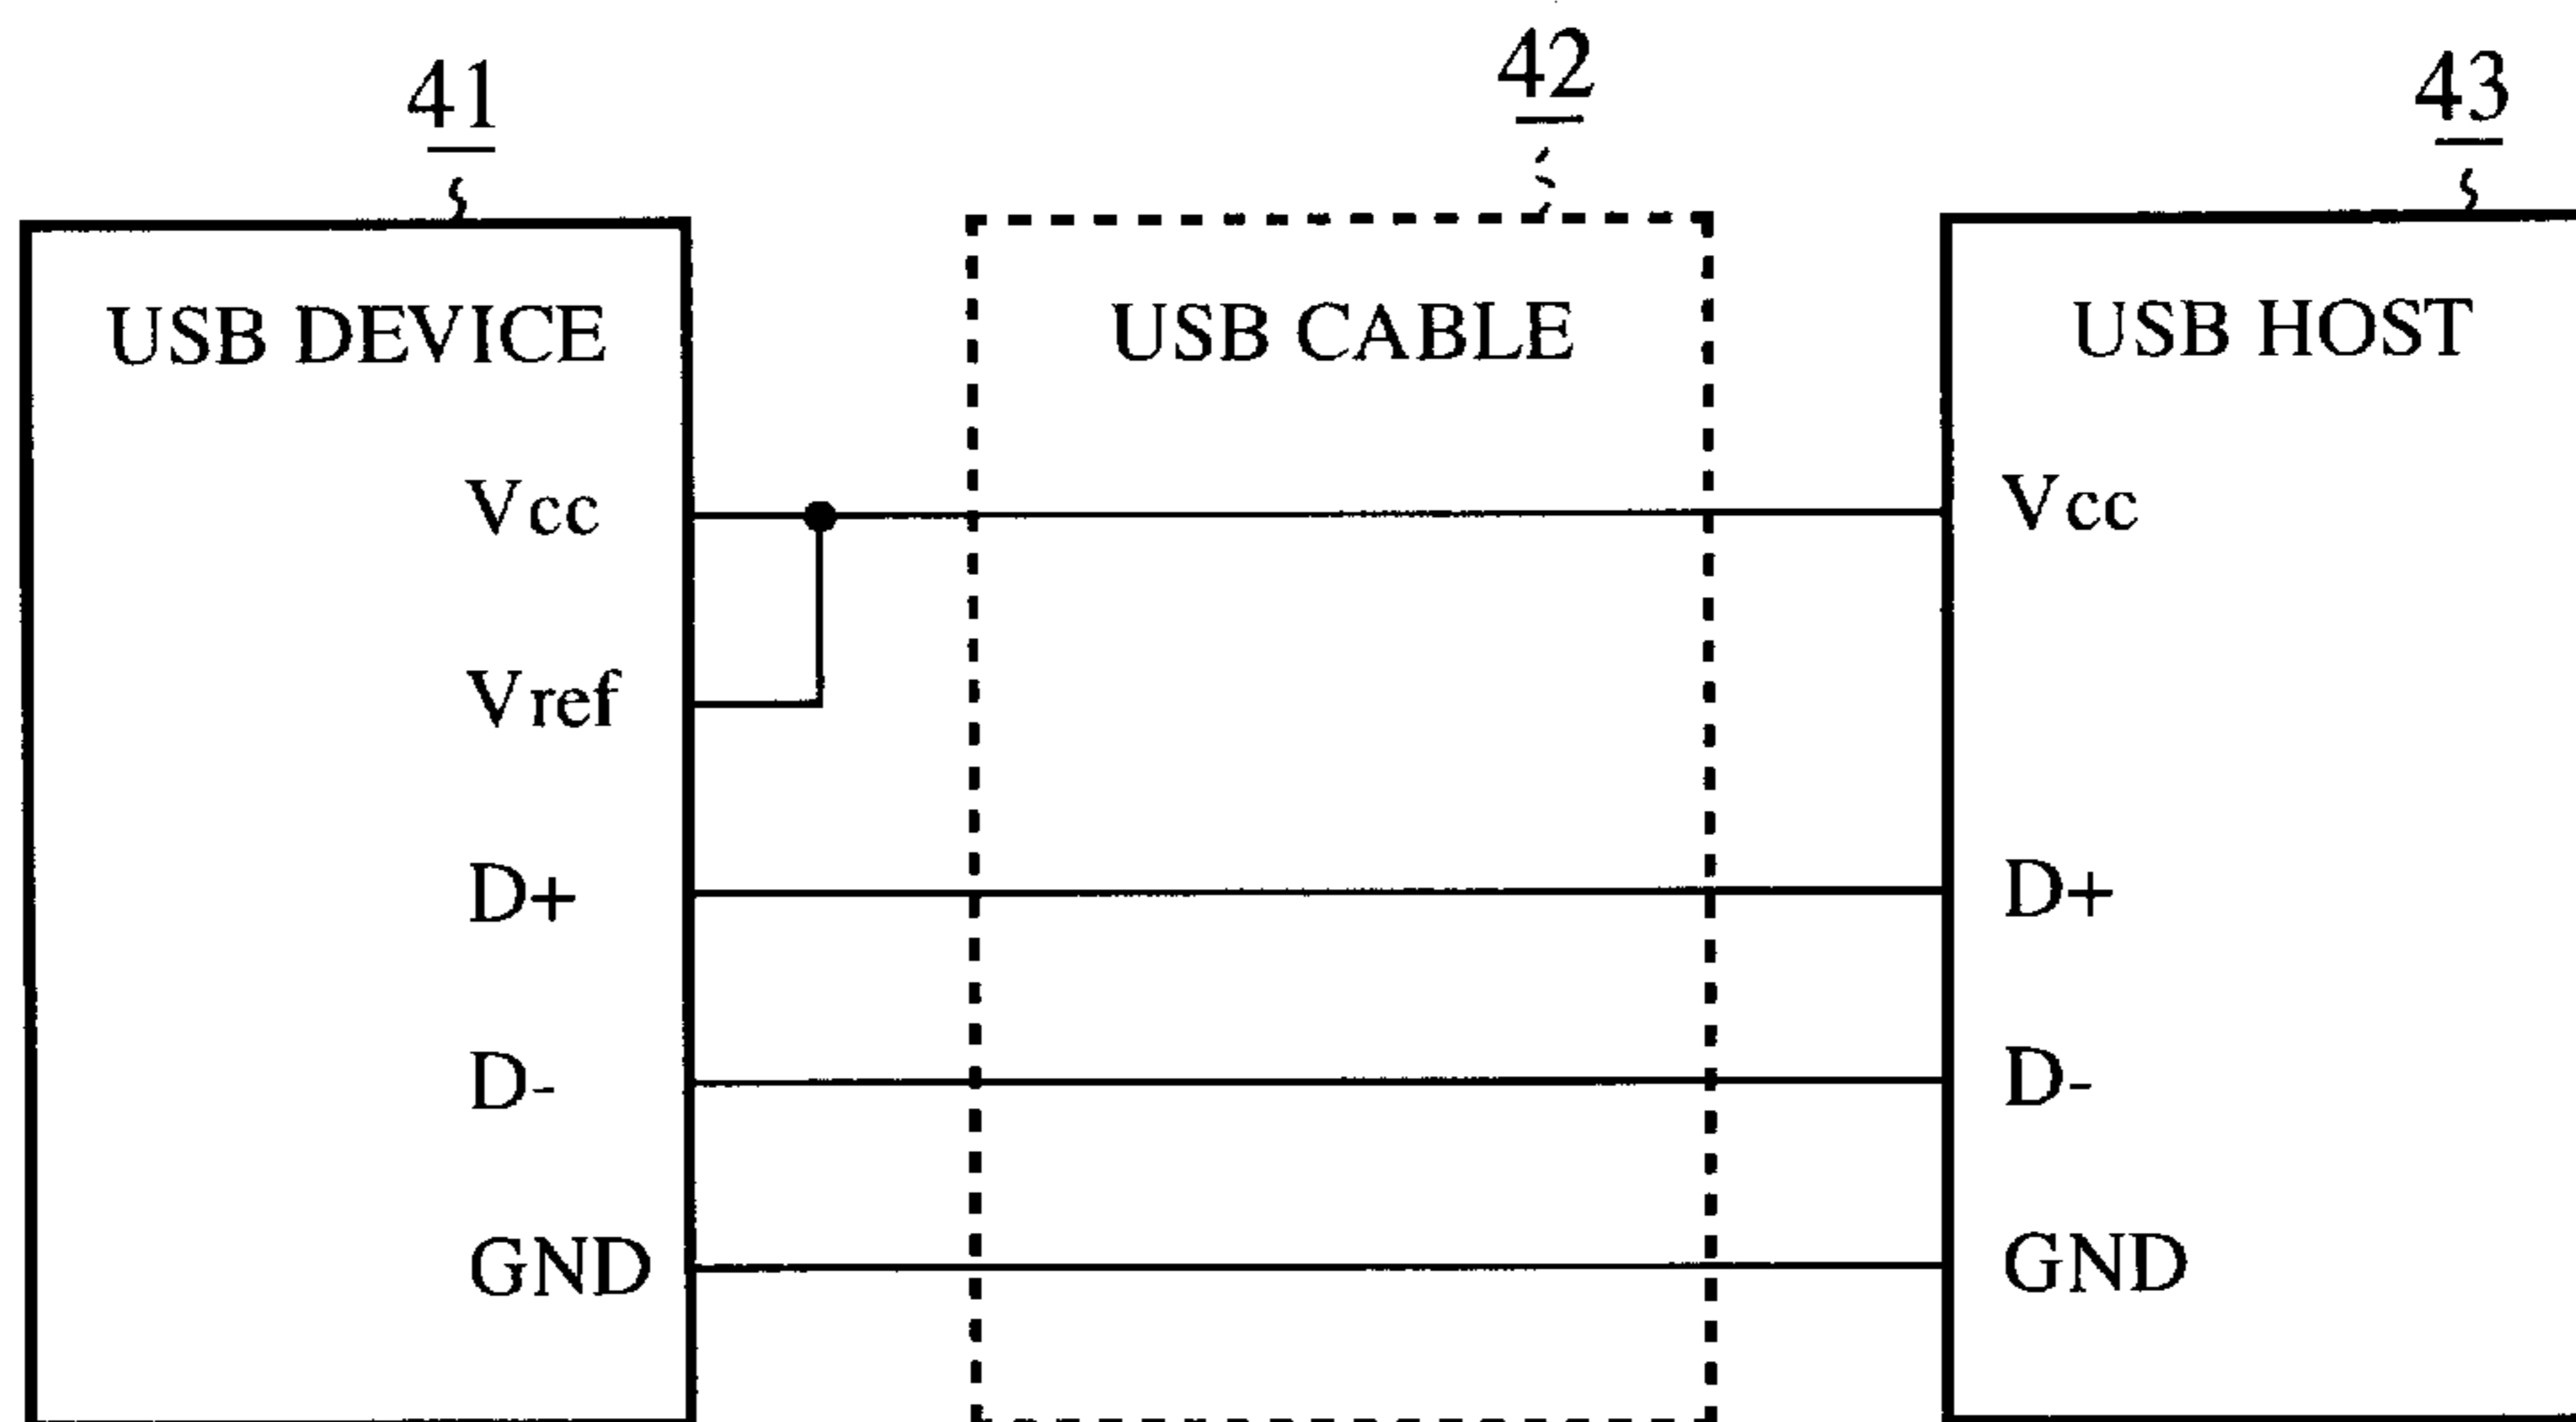 41
42
43
USB DEVICE
USB CABLE
USB HOST
Vcc
Vcc
Vref
D+
D+
D-
D-
GND
GND